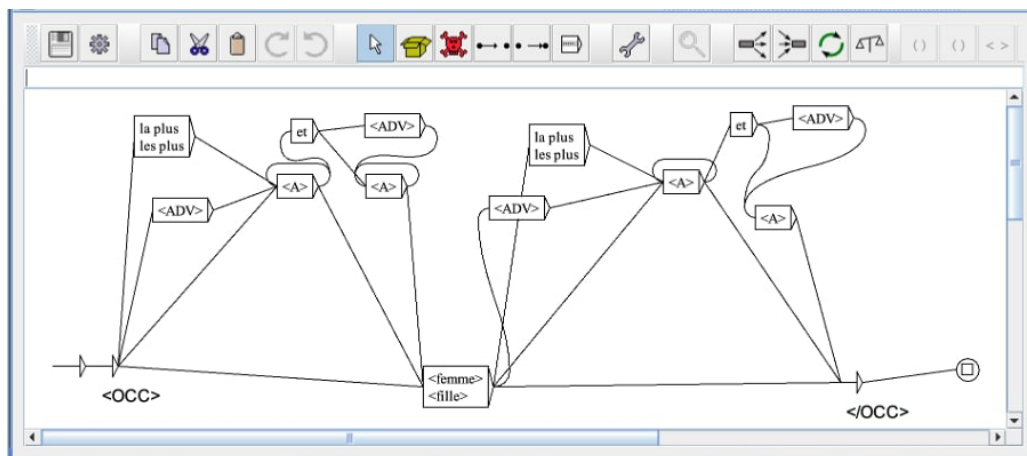 la plus
les plus
et
<ADV>
<A>
<A>
<ADV>
<OCC>
<femme>
<fille>
la plus
les plus
et
<ADV>
<A>
<ADV>
<A>
</OCC>
( )
( )
< >